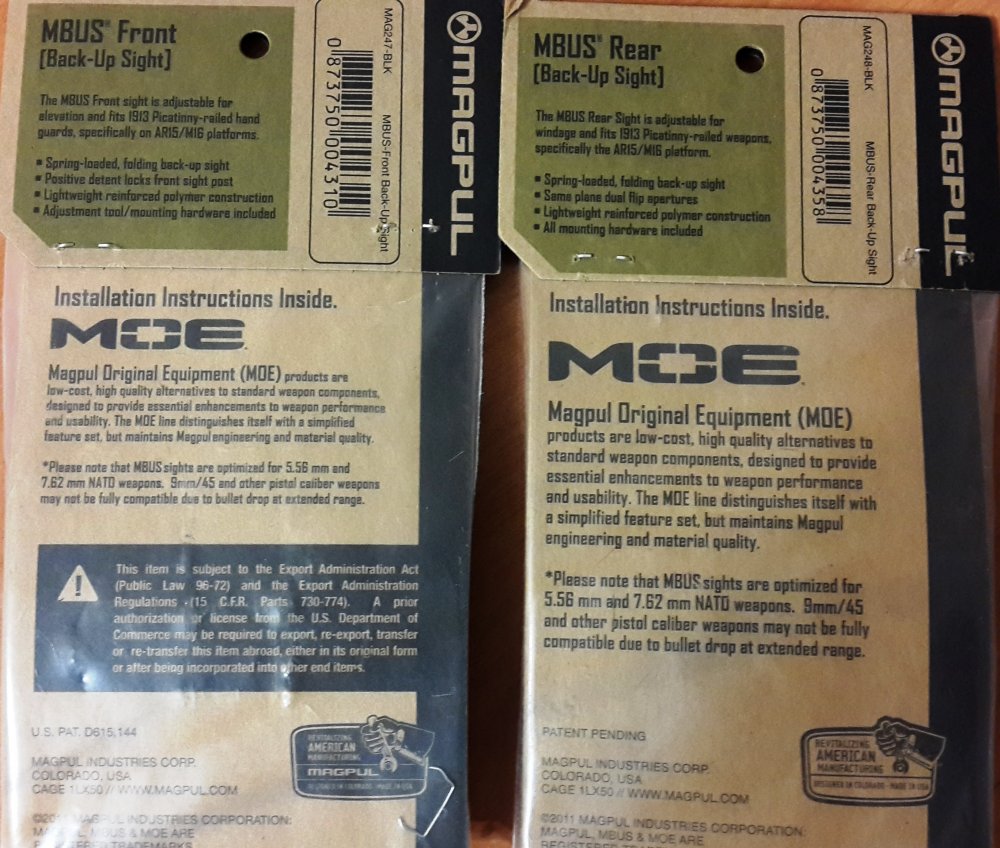 MBUS® Front
[Back-Up Sight]
The MBUS Front sight is adjustable for
elevation and fits 1913 Picatinny-railed hand
guards, specifically on AR15/M16 platforms.
▪ Spring-loaded, folding back-up sight
▪ Positive detent locks front sight post
▪ Lightweight reinforced polymer construction
▪ Adjustment tool/mounting hardware included
MAG247-BLK
MBUS-Front Back-Up Sight
0 873750 004310
MAGPUL
Installation Instructions Inside.
MOE
Magpul Original Equipment (MOE) products are
low-cost, high quality alternatives to standard weapon components,
designed to provide essential enhancements to weapon performance
and usability. The MOE line distinguishes itself with a simplified
feature set, but maintains Magpul engineering and material quality.
*Please note that MBUS sights are optimized for 5.56 mm and
7.62 mm NATO weapons. 9mm/45 and other pistol caliber weapons
may not be fully compatible due to bullet drop at extended range.
This item is subject to the Export Administration Act
(Public Law 96-72) and the Export Administration
Regulations (15 C.F.R. Parts 730-774). A prior
authorization or license from the U.S. Department of
Commerce may be required to export, re-export, transfer
or re-transfer this item abroad, either in its original form
or after being incorporated into other end items.
U.S. PAT. D615,144
MAGPUL INDUSTRIES CORP.
COLORADO, USA
CAGE 1LX50 // WWW.MAGPUL.COM
REVITALIZING
AMERICAN
MANUFACTURING
MAGPUL
DESIGNED IN COLORADO - MADE IN USA
©2011 MAGPUL INDUSTRIES CORPORATION:
MAGPUL, MBUS & MOE ARE
REGISTERED TRADEMARKS
MBUS® Rear
[Back-Up Sight]
The MBUS Rear Sight is adjustable for
windage and fits 1913 Picatinny-railed weapons,
specifically the AR15/M16 platform.
▪ Spring-loaded, folding back-up sight
▪ Same plane dual flip apertures
▪ Lightweight reinforced polymer construction
▪ All mounting hardware included
MAG248-BLK
MBUS-Rear Back-Up Sight
0 873750 004358
MAGPUL
Installation Instructions Inside.
MOE
Magpul Original Equipment (MOE)
products are low-cost, high quality alternatives to
standard weapon components, designed to provide
essential enhancements to weapon performance
and usability. The MOE line distinguishes itself with
a simplified feature set, but maintains Magpul
engineering and material quality.
*Please note that MBUS sights are optimized for
5.56 mm and 7.62 mm NATO weapons. 9mm/45
and other pistol caliber weapons may not be fully
compatible due to bullet drop at extended range.
PATENT PENDING
MAGPUL INDUSTRIES CORP.
COLORADO, USA
CAGE 1LX50 // WWW.MAGPUL.COM
REVITALIZING
AMERICAN
MANUFACTURING
DESIGNED IN COLORADO - MADE IN USA
©2011 MAGPUL INDUSTRIES CORPORATION:
MAGPUL, MBUS & MOE ARE
REGISTERED TRADEMARKS